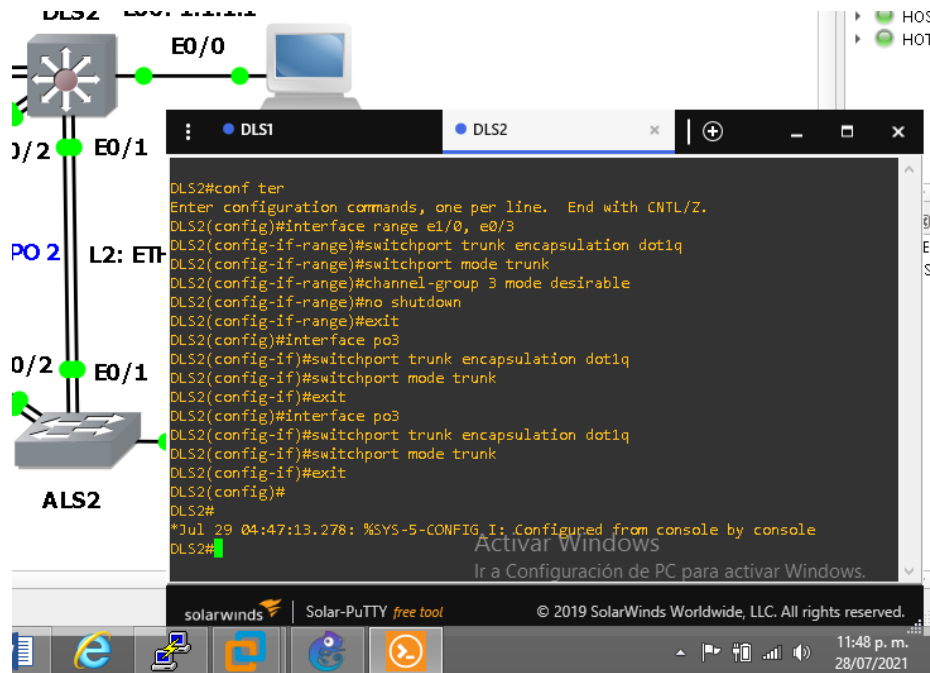 DLS2 Lo0: 1.1.1.1
E0/0
HOS
HOT
DLS1
DLS2
0/2 E0/1
DLS2#conf ter
Enter configuration commands, one per line.  End with CNTL/Z.
DLS2(config)#interface range e1/0, e0/3
DLS2(config-if-range)#switchport trunk encapsulation dot1q
DLS2(config-if-range)#switchport mode trunk
DLS2(config-if-range)#channel-group 3 mode desirable
DLS2(config-if-range)#no shutdown
DLS2(config-if-range)#exit
DLS2(config)#interface po3
DLS2(config-if)#switchport trunk encapsulation dot1q
DLS2(config-if)#switchport mode trunk
DLS2(config-if)#exit
DLS2(config)#interface po3
DLS2(config-if)#switchport trunk encapsulation dot1q
DLS2(config-if)#switchport mode trunk
DLS2(config-if)#exit
DLS2(config)#
DLS2#
*Jul 29 04:47:13.278: %SYS-5-CONFIG_I: Configured from console by console
DLS2#
PO 2 L2: ETH
0/2 E0/1
ALS2
Activar Windows
Ir a Configuración de PC para activar Windows.
solarwinds Solar-PuTTY free tool © 2019 SolarWinds Worldwide, LLC. All rights reserved.
11:48 p. m.
28/07/2021